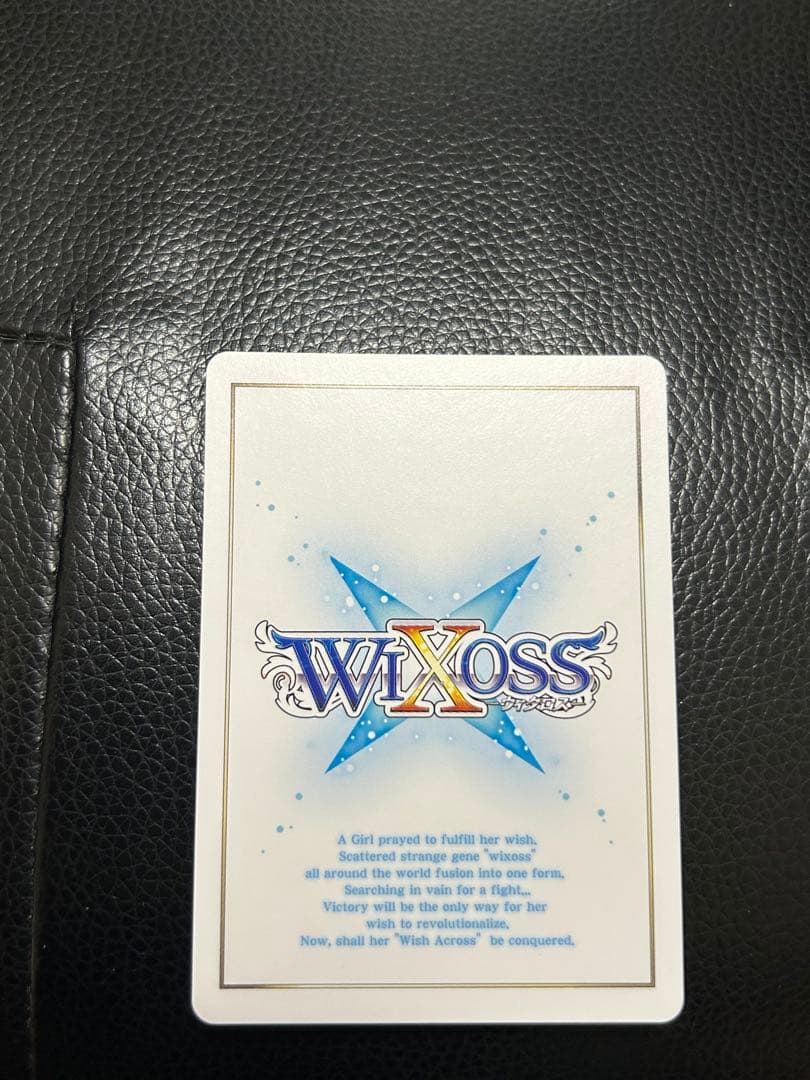 WIXOSS
ウィクロス
A Girl prayed to fulfill her wish.
Scattered strange gene "wixoss"
all around the world fusion into one form.
Searching in vain for a fight...
Victory will be the only way for her
wish to revolutionalize.
Now, shall her "Wish Across" be conquered.